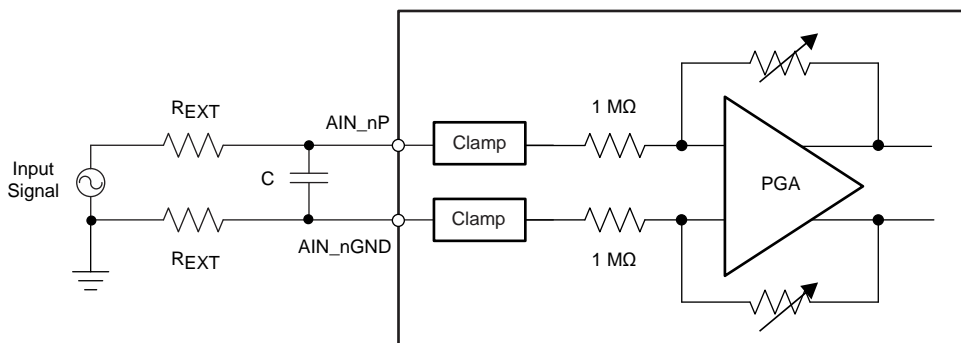 REXT
AIN_nP
Clamp
1 MΩ
Input
Signal
C
PGA
Clamp
REXT
AIN_nGND
1 MΩ